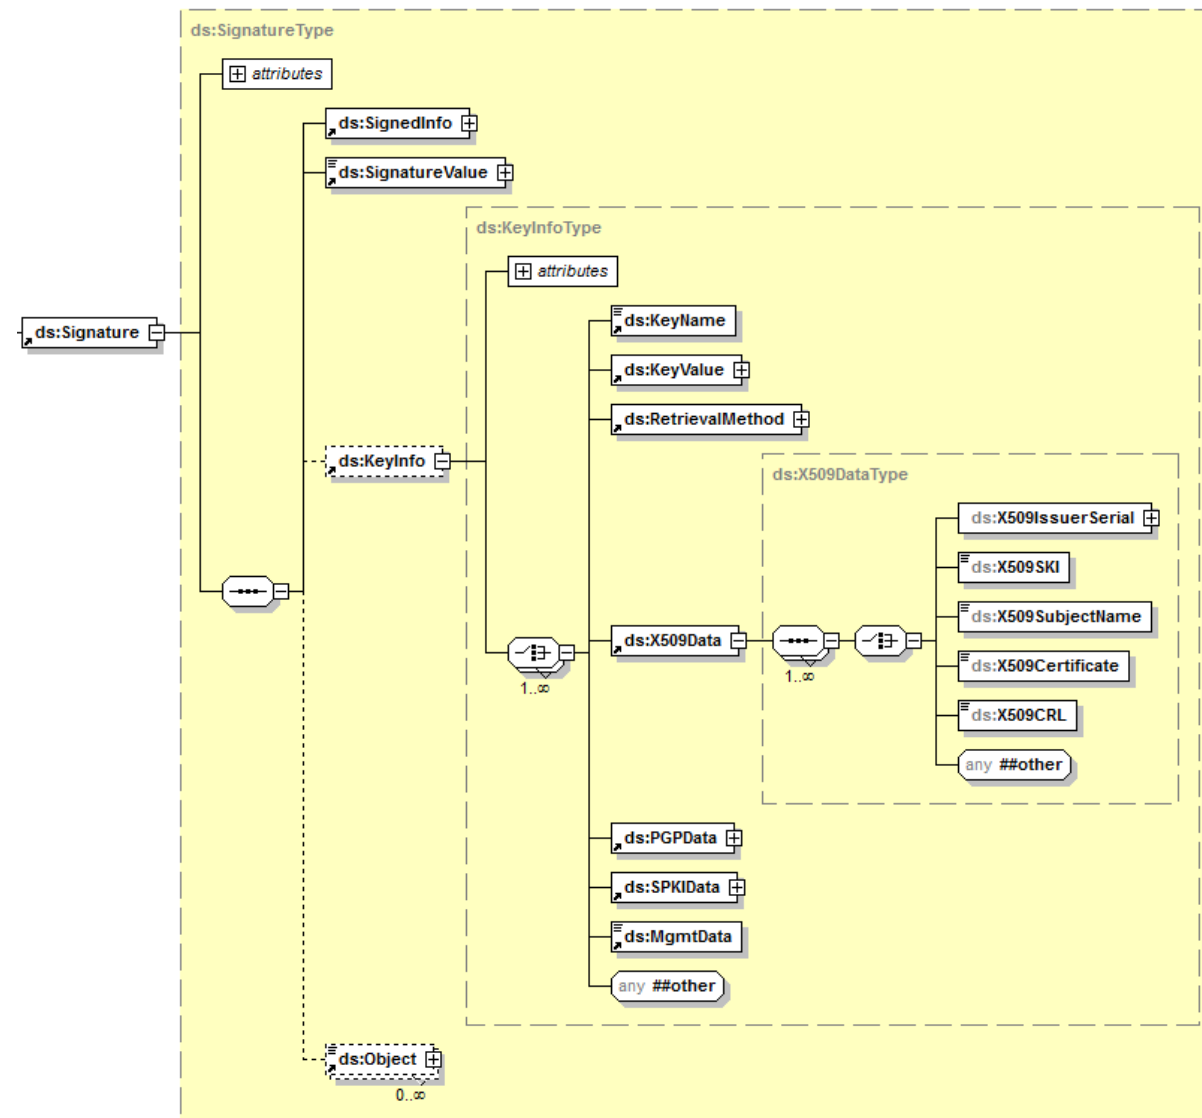 ds:SignatureType
attributes
ds:SignedInfo
ds:SignatureValue
ds:KeyInfoType
attributes
ds:KeyName
ds:Signature
ds:KeyValue
ds:RetrievalMethod
ds:KeyInfo
ds:X509DataType
ds:X509IssuerSerial
ds:X509SKI
ds:X509SubjectName
ds:X509Data
1..∞
1..∞
ds:X509Certificate
ds:X509CRL
any ##other
ds:PGPData
ds:SPKIData
ds:MgmtData
any ##other
ds:Object
0..∞